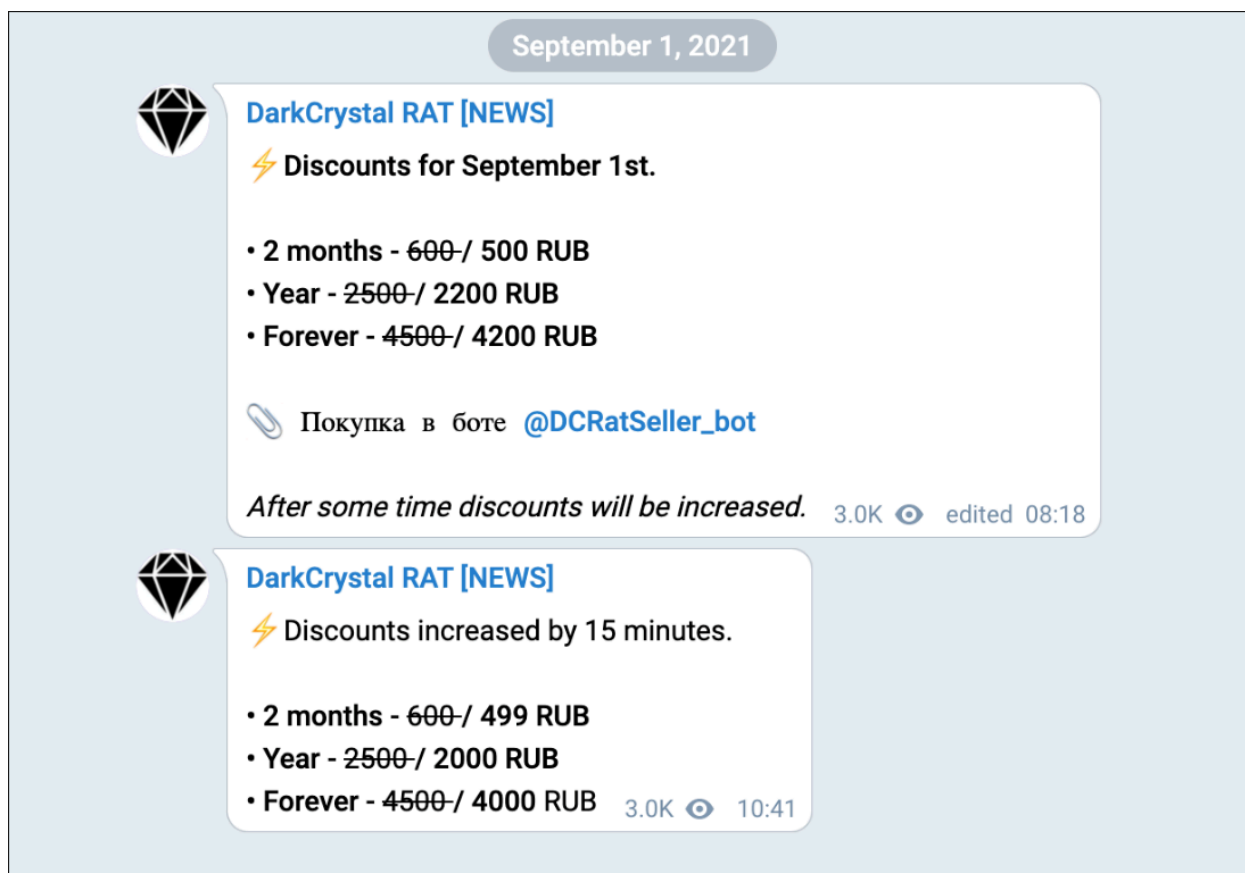 September 1, 2021
DarkCrystal RAT [NEWS]
⚡Discounts for September 1st.
• 2 months - 600 / 500 RUB
• Year - 2500 / 2200 RUB
• Forever - 4500 / 4200 RUB
📎 Покупка в боте @DCRatSeller_bot
After some time discounts will be increased. 3.0K edited 08:18
DarkCrystal RAT [NEWS]
⚡Discounts increased by 15 minutes.
• 2 months - 600 / 499 RUB
• Year - 2500 / 2000 RUB
• Forever - 4500 / 4000 RUB 3.0K 10:41